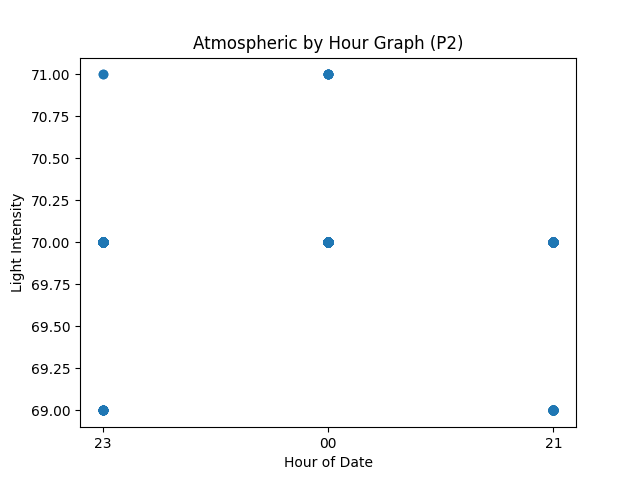 Atmospheric by Hour Graph (P2)
71.00
70.75
70.50
70.25
70.00
69.75
69.50
69.25
69.00
Light Intensity
23 00 21
Hour of Date